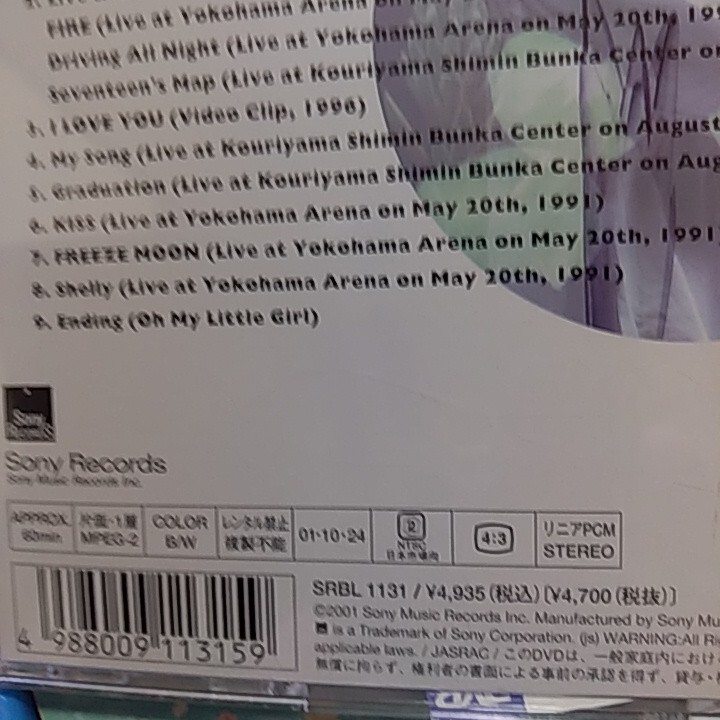 FIRE (Live at Yokohama Arena on May 20th, 199
Driving All Night (Live at Yokohama Arena on May 20th,
Seventeen's Map (Live at Kouriyama Shimin Bunka Center on
3. I LOVE YOU (Video Clip, 1996)
4. My Song (Live at Kouriyama Shimin Bunka Center on August
5. Graduation (Live at Kouriyama Shimin Bunka Center on Aug
6. KISS (Live at Yokohama Arena on May 20th, 1991)
7. FREEZE MOON (Live at Yokohama Arena on May 20th, 1991
8. Shelly (Live at Yokohama Arena on May 20th, 1991)
9. Ending (Oh My Little Girl)
Sony Records
Sony Records
Sony Music Records Inc.
APPROX. 60min. 片面・1層 MPEG-2 COLOR B/W レンタル禁止 複製不能 01・10・24 2 NTSC 日本市場向 4:3 リニアPCM STEREO
SRBL 1131 / ¥4,935(税込) [¥4,700(税抜)]
©2001 Sony Music Records Inc. Manufactured by Sony Mu
is a Trademark of Sony Corporation. (js) WARNING:All Ri
applicable laws. / JASRAC / このDVDは、一般家庭内におけ
無償に拘らず、権利者の書面による事前の承認を得ず、貸与・
4 988009 113159